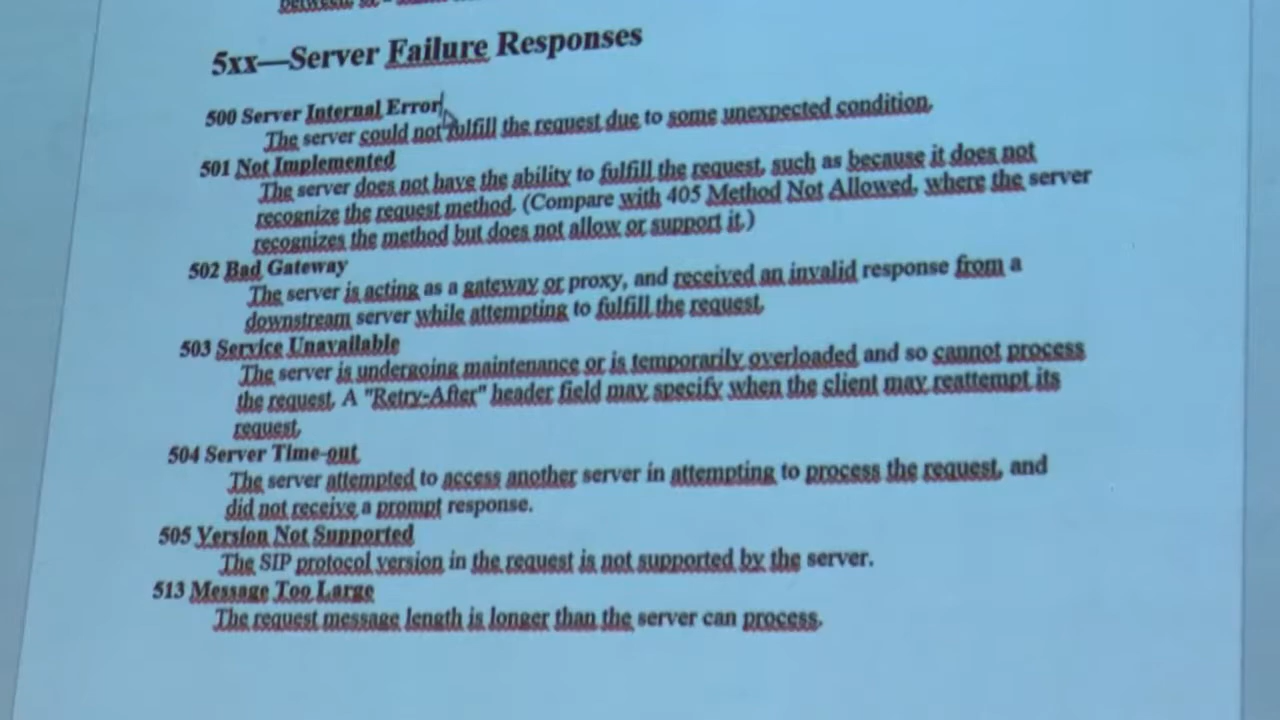 5xx—Server Failure Responses
500 Server Internal Error
The server could not fulfill the request due to some unexpected condition.
501 Not Implemented
The server does not have the ability to fulfill the request, such as because it does not
recognize the request method. (Compare with 405 Method Not Allowed, where the server
recognizes the method but does not allow or support it.)
502 Bad Gateway
The server is acting as a gateway or proxy, and received an invalid response from a
downstream server while attempting to fulfill the request.
503 Service Unavailable
The server is undergoing maintenance or is temporarily overloaded and so cannot process
the request. A "Retry-After" header field may specify when the client may reattempt its
request.
504 Server Time-out
The server attempted to access another server in attempting to process the request, and
did not receive a prompt response.
505 Version Not Supported
The SIP protocol version in the request is not supported by the server.
513 Message Too Large
The request message length is longer than the server can process.